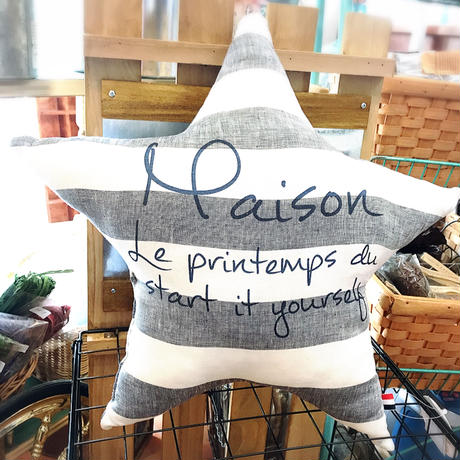 Maison
Le printemps du
start it yourself